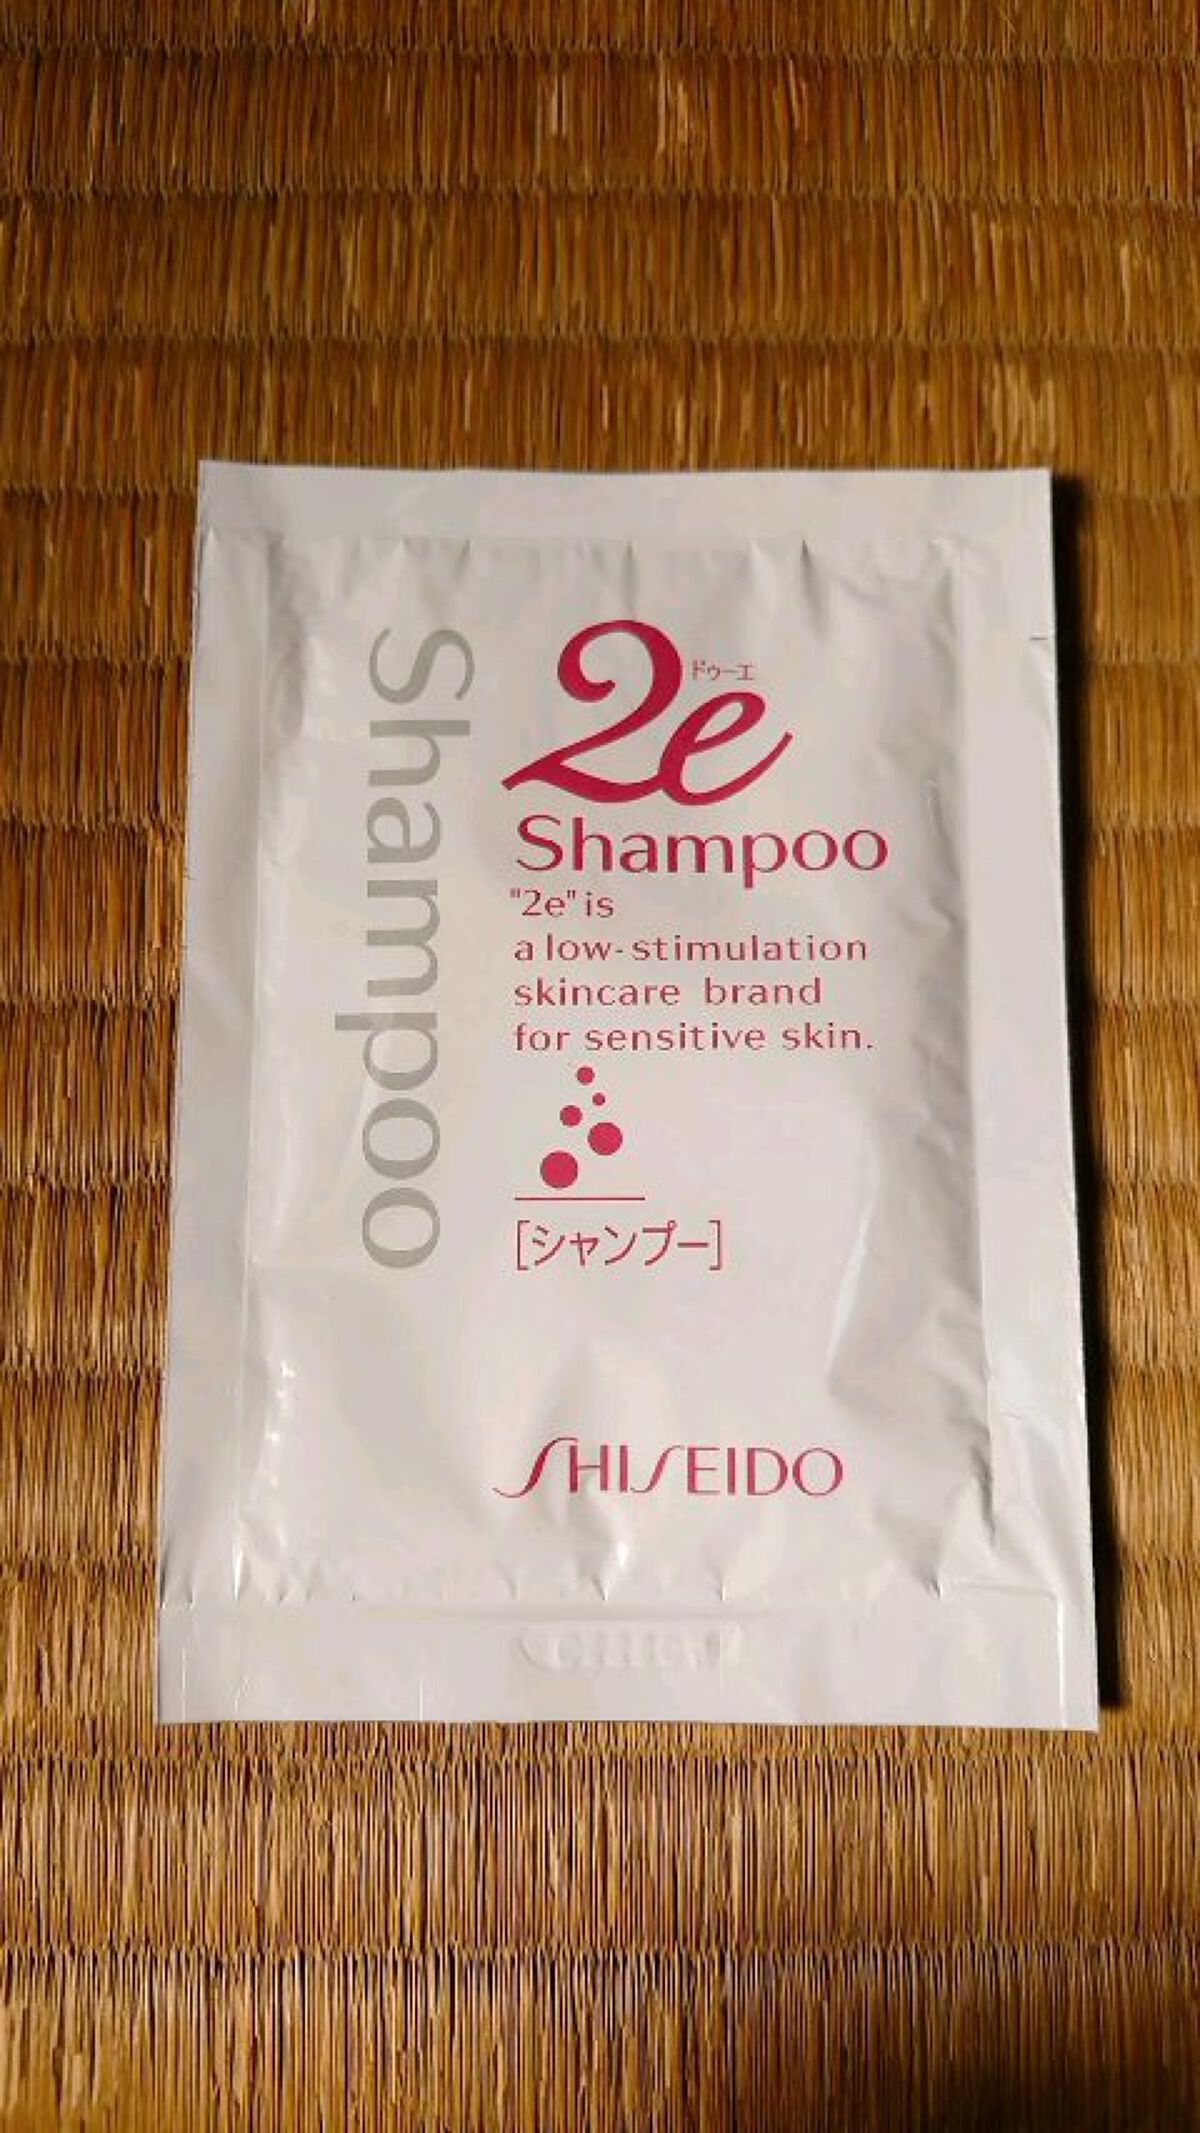 Shampoo
2e
ドゥーエ
Shampoo
"2e" is
a low-stimulation
skincare brand
for sensitive skin.
[シャンプー]
SHISEIDO